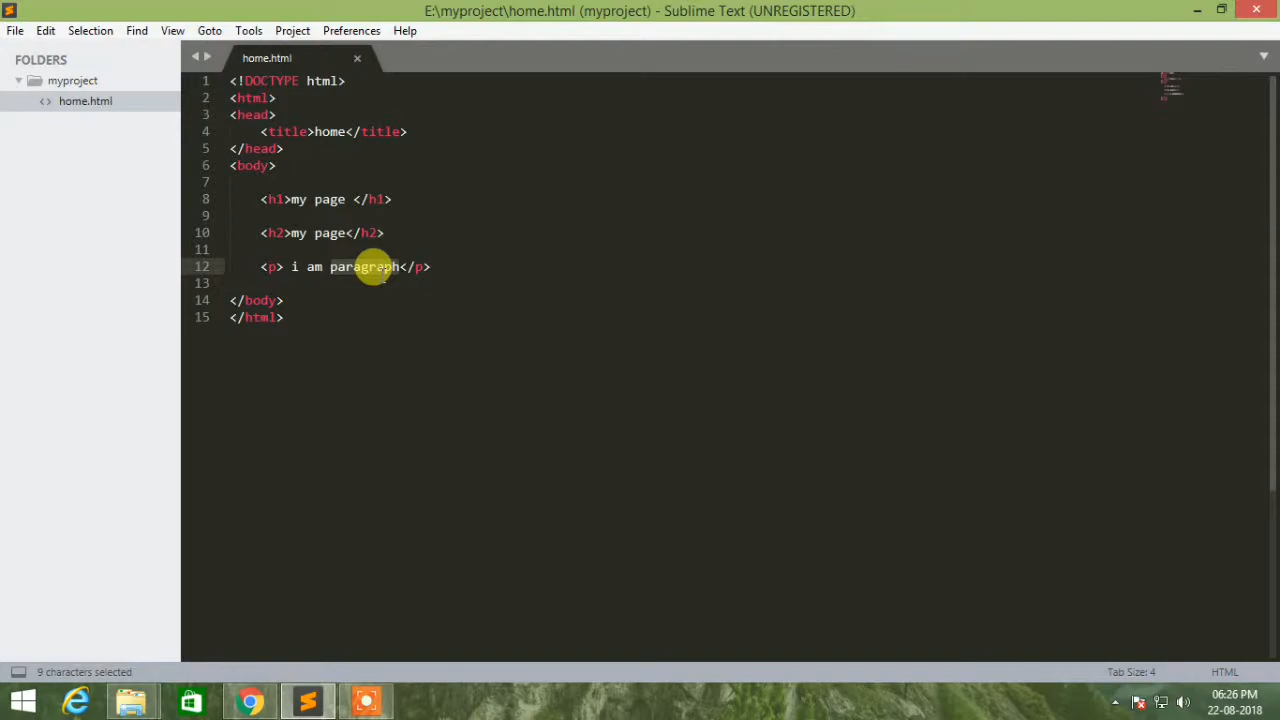 E:\myproject\home.html (myproject) - Sublime Text (UNREGISTERED)
File Edit Selection Find View Goto Tools Project Preferences Help
FOLDERS
myproject
home.html
home.html
1 <!DOCTYPE html>
2 <html>
3 <head>
4 <title>home</title>
5 </head>
6 <body>
7
8 <h1>my page </h1>
9
10 <h2>my page</h2>
11
12 <p> i am paragraph</p>
13
14 </body>
15 </html>
9 characters selected
Tab Size: 4
HTML
06:26 PM
22-08-2018